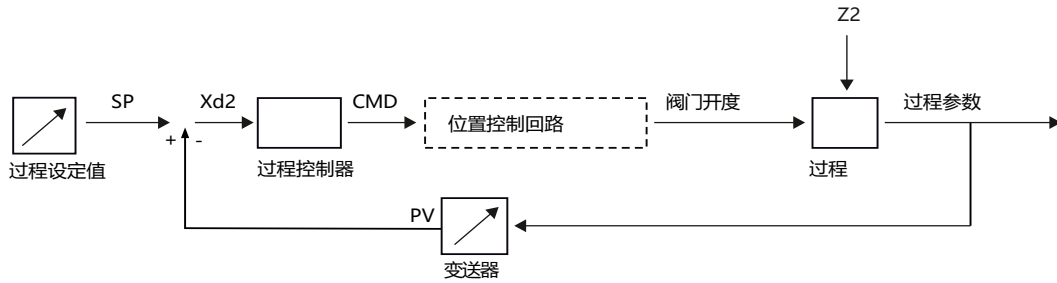 Z2
SP
Xd2
CMD
阀门开度
过程参数
位置控制回路
+
-
过程设定值
过程控制器
过程
PV
变送器